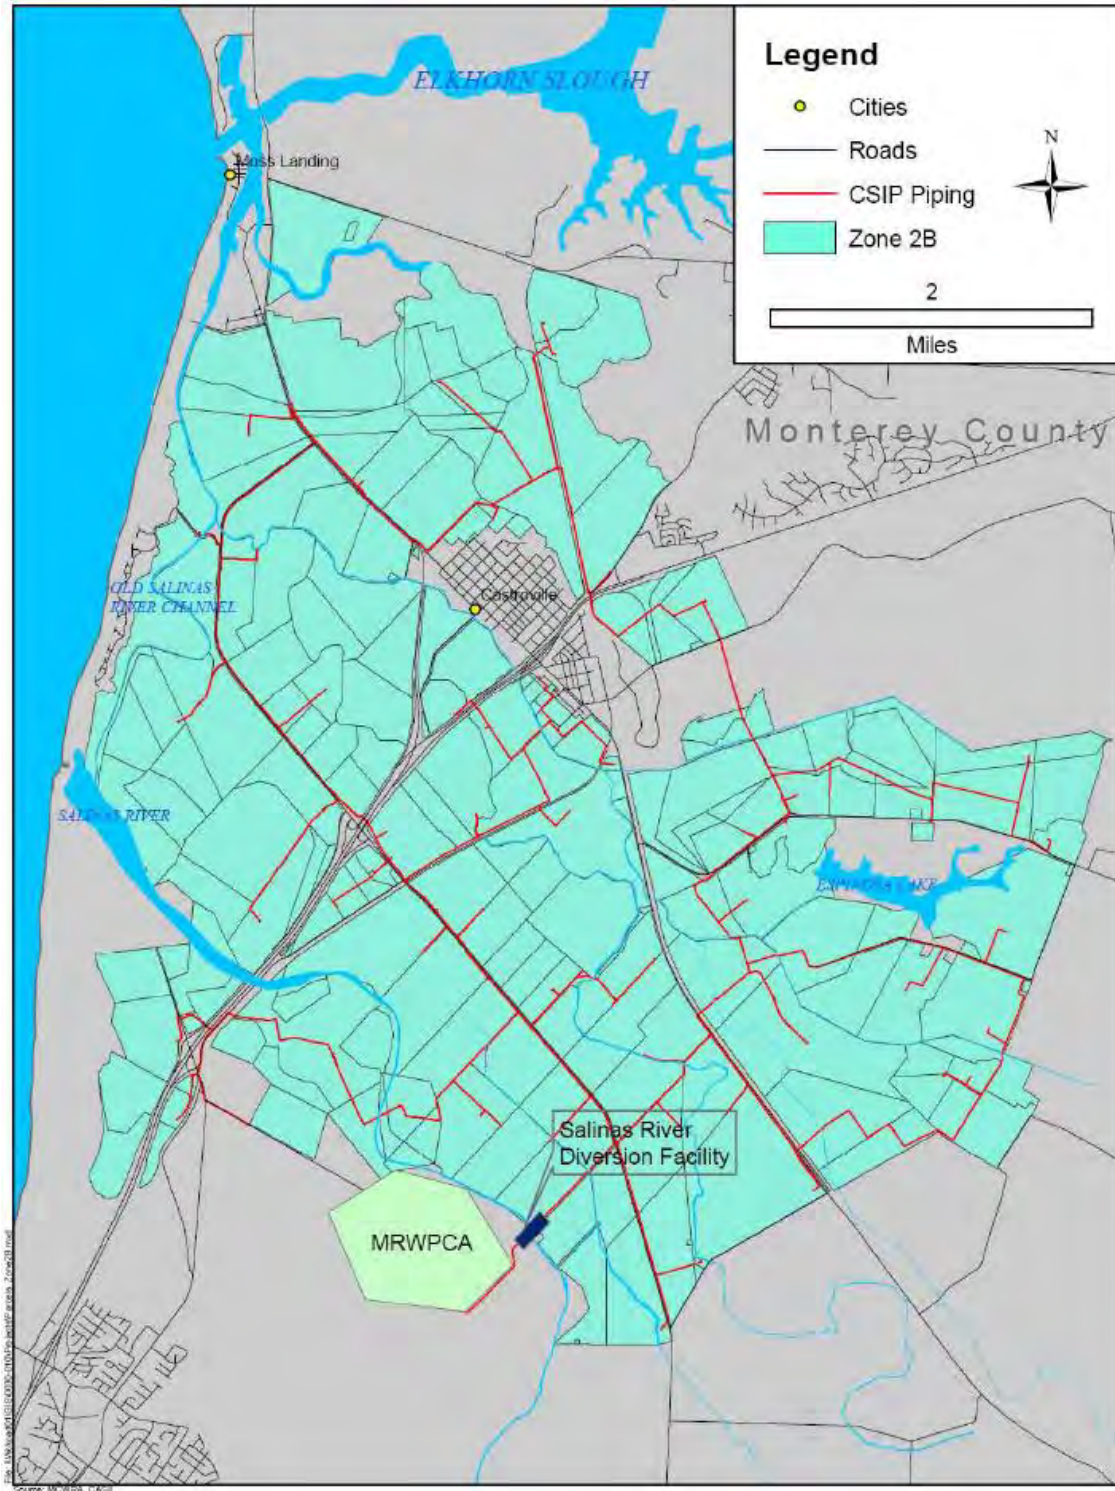 Legend
Cities
Roads
CSIP Piping
Zone 2B
N
2
Miles
ELKHORN SLOUGH
Moss Landing
Monterey County
OLD SALINAS
RIVER CHANNEL
Castroville
SALINAS RIVER
ESPINOSA LAKE
Salinas River
Diversion Facility
MRWPCA